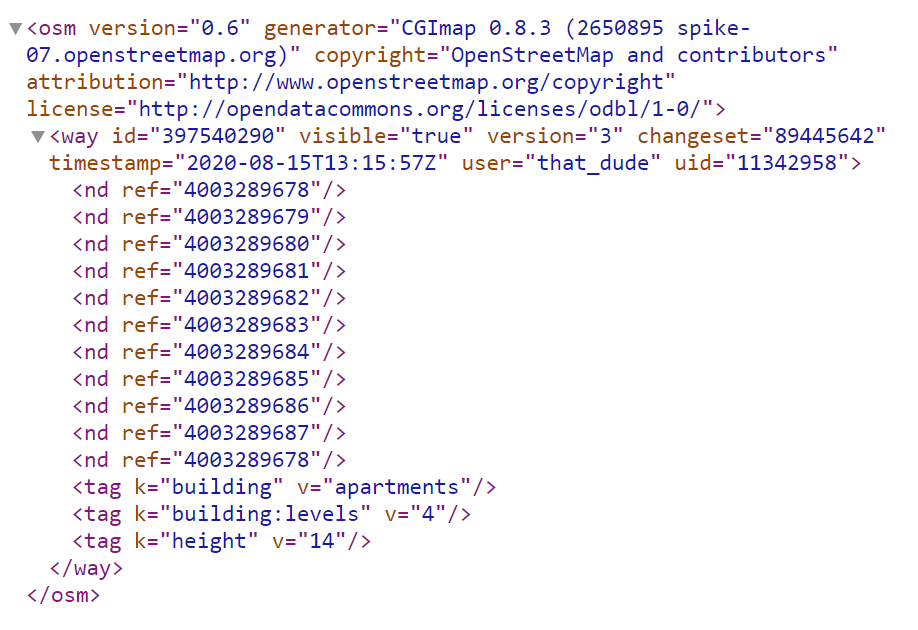 ▼<osm version="0.6" generator="CGImap 0.8.3 (2650895 spike-
07.openstreetmap.org)" copyright="OpenStreetMap and contributors"
attribution="http://www.openstreetmap.org/copyright"
license="http://opendatacommons.org/licenses/odbl/1-0/">
▼<way id="397540290" visible="true" version="3" changeset="89445642"
timestamp="2020-08-15T13:15:57Z" user="that_dude" uid="11342958">
<nd ref="4003289678"/>
<nd ref="4003289679"/>
<nd ref="4003289680"/>
<nd ref="4003289681"/>
<nd ref="4003289682"/>
<nd ref="4003289683"/>
<nd ref="4003289684"/>
<nd ref="4003289685"/>
<nd ref="4003289686"/>
<nd ref="4003289687"/>
<nd ref="4003289678"/>
<tag k="building" v="apartments"/>
<tag k="building:levels" v="4"/>
<tag k="height" v="14"/>
</way>
</osm>